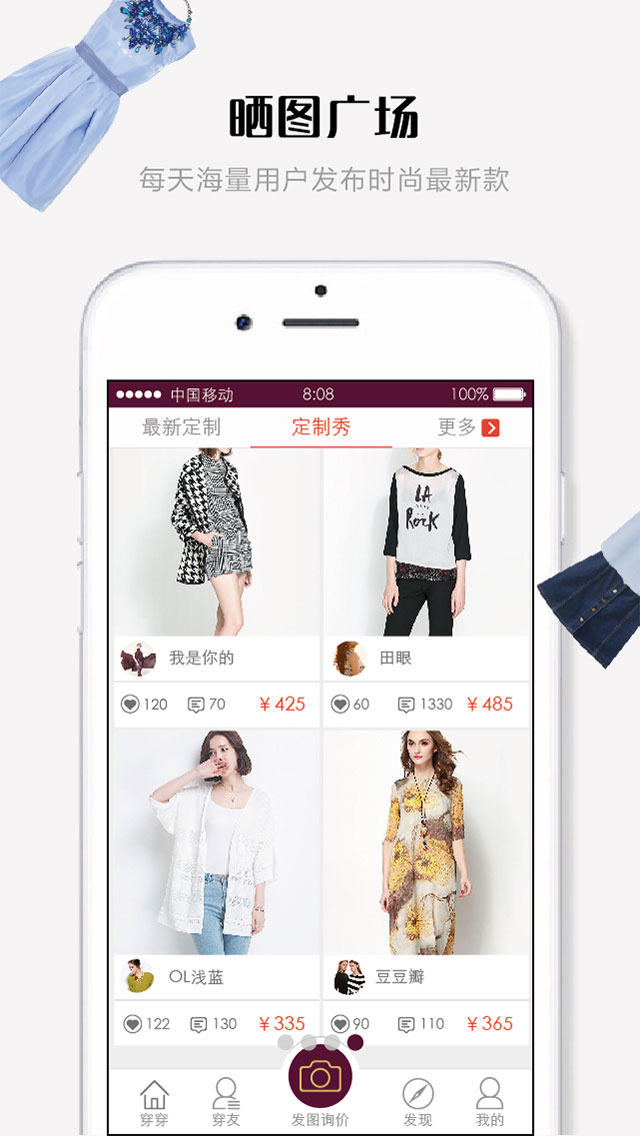 晒图广场
每天海量用户发布时尚最新款
中国移动 8:08 100%
最新定制 定制秀 更多
LA
RocK
我是你的 田眼
120 70 ¥425 60 1330 ¥485
OL浅蓝 豆豆瓣
122 130 ¥335 90 110 ¥365
穿穿 穿友 发图询价 发现 我的